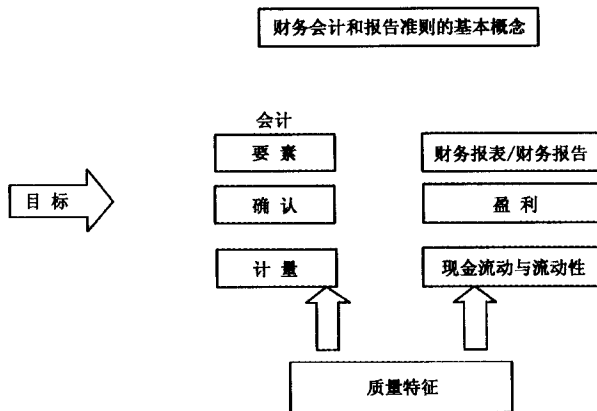 财务会计和报告准则的基本概念
会计
要 素
财务报表/财务报告
目 标
确 认
盈 利
计 量
现金流动与流动性
质量特征